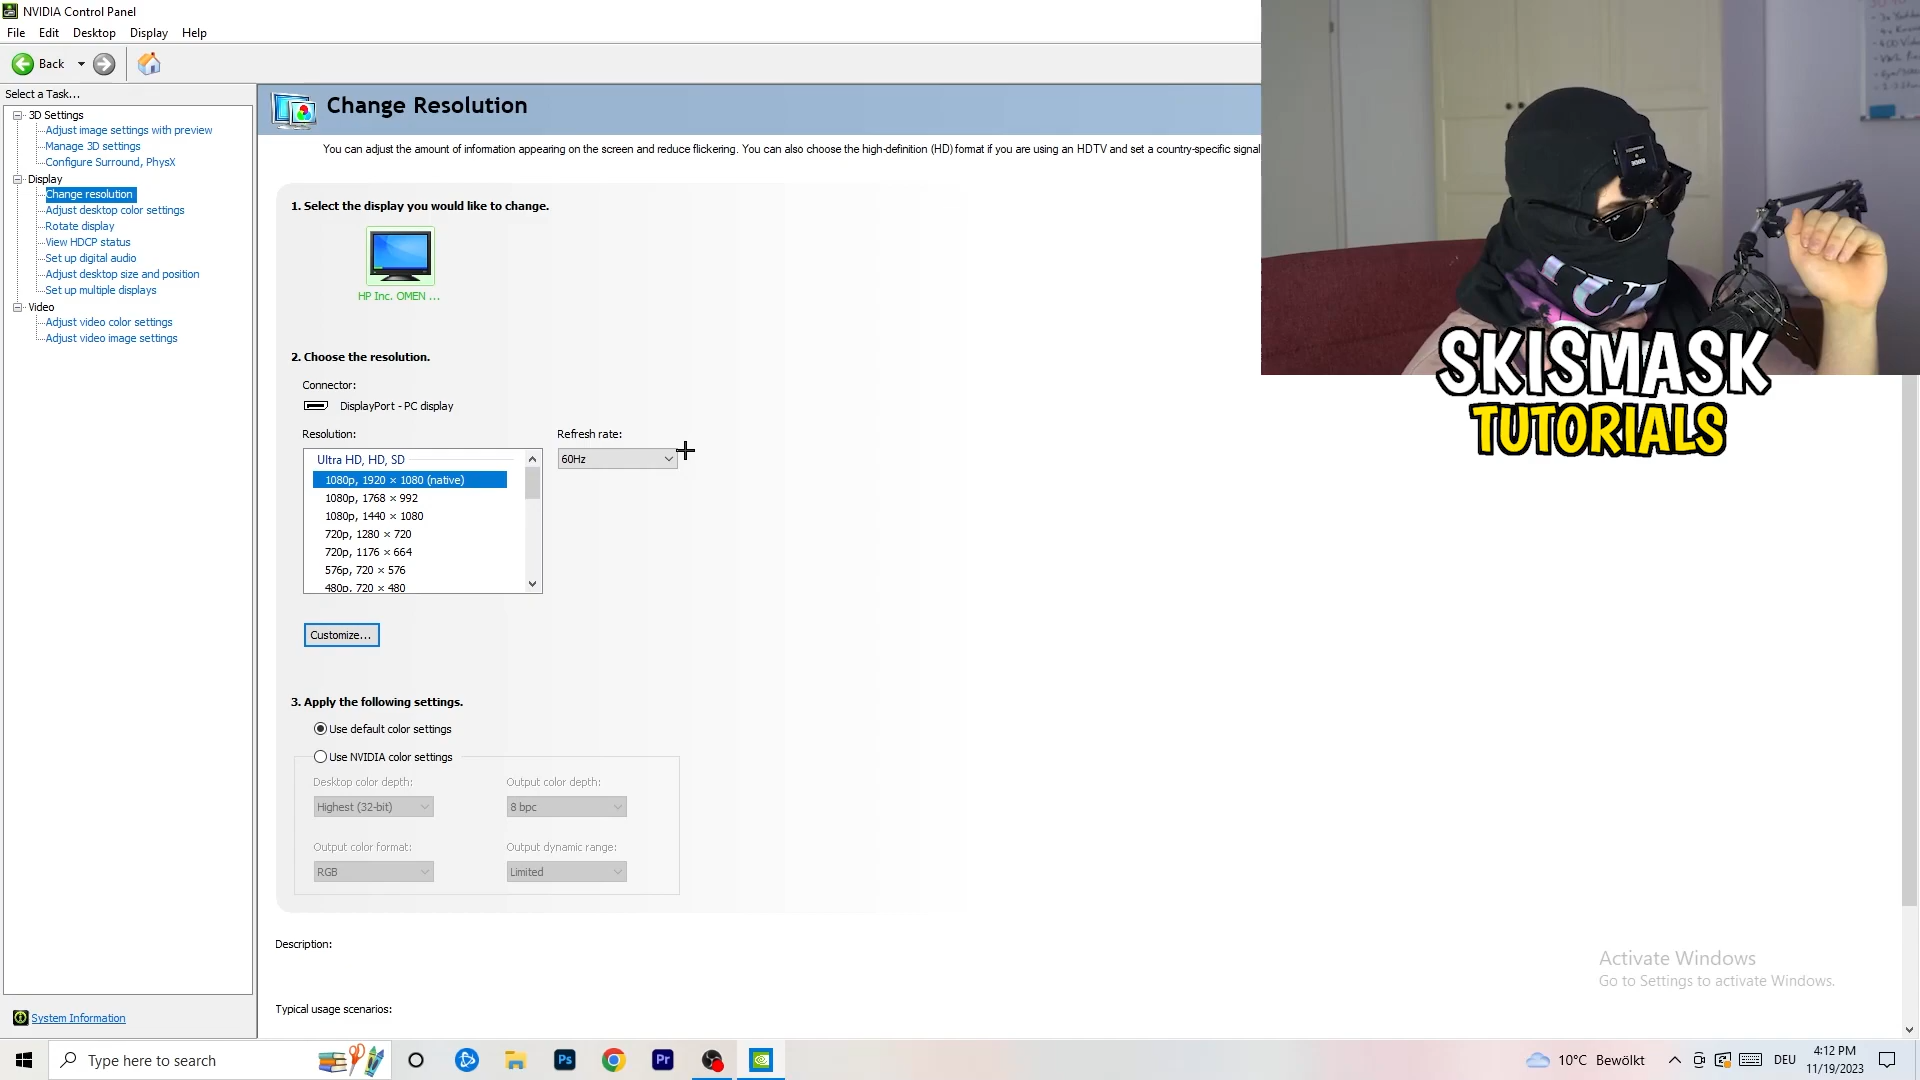 NVIDIA Control Panel
File Edit Desktop Display Help
Back
Select a Task...
3D Settings
Adjust image settings with preview
Manage 3D settings
Configure Surround, PhysX
Display
Change resolution
Adjust desktop color settings
Rotate display
View HDCP status
Set up digital audio
Adjust desktop size and position
Set up multiple displays
Video
Adjust video color settings
Adjust video image settings
System Information
Change Resolution
You can adjust the amount of information appearing on the screen and reduce flickering. You can also choose the high-definition (HD) format if you are using an HDTV and set a country-specific signal
1. Select the display you would like to change.
HP Inc. OMEN ...
2. Choose the resolution.
Connector:
DisplayPort - PC display
Resolution:
Refresh rate:
Ultra HD, HD, SD
60Hz
1080p, 1920 × 1080 (native)
1080p, 1768 × 992
1080p, 1440 × 1080
720p, 1280 × 720
720p, 1176 × 664
576p, 720 × 576
480p, 720 × 480
Customize...
3. Apply the following settings.
Use default color settings
Use NVIDIA color settings
Desktop color depth:
Output color depth:
Highest (32-bit)
8 bpc
Output color format:
Output dynamic range:
RGB
Limited
Description:
Typical usage scenarios:
SKISMASK
TUTORIALS
Activate Windows
Go to Settings to activate Windows.
Type here to search
Ps
Pr
10°C Bewölkt
DEU
4:12 PM
11/19/2023